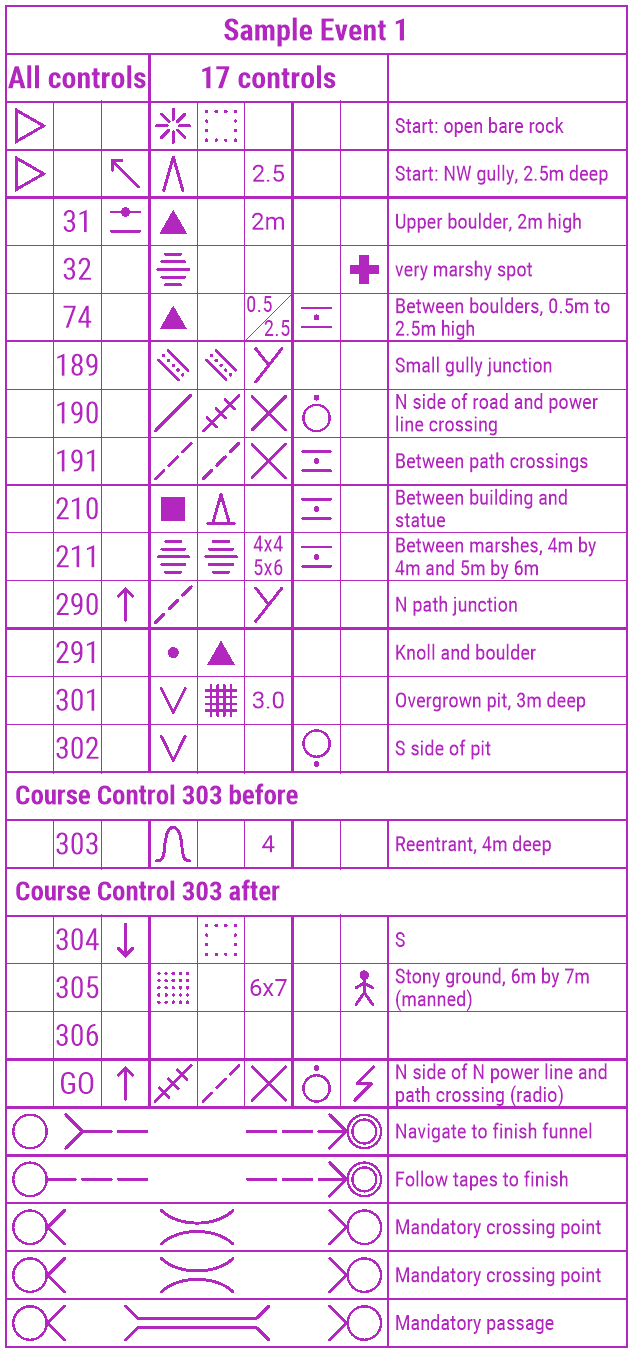 Sample Event 1
All controls 17 controls
Start: open bare rock
2.5 Start: NW gully, 2.5m deep
31 2m Upper boulder, 2m high
32 very marshy spot
74 0.5/2.5 Between boulders, 0.5m to
2.5m high
189 Small gully junction
190 N side of road and power
line crossing
191 Between path crossings
210 Between building and
statue
211 4x4 Between marshes, 4m by
5x6 4m and 5m by 6m
290 N path junction
291 Knoll and boulder
301 3.0 Overgrown pit, 3m deep
302 S side of pit
Course Control 303 before
303 4 Reentrant, 4m deep
Course Control 303 after
304 S
305 6x7 Stony ground, 6m by 7m
(manned)
306
GO N side of N power line and
path crossing (radio)
Navigate to finish funnel
Follow tapes to finish
Mandatory crossing point
Mandatory crossing point
Mandatory passage